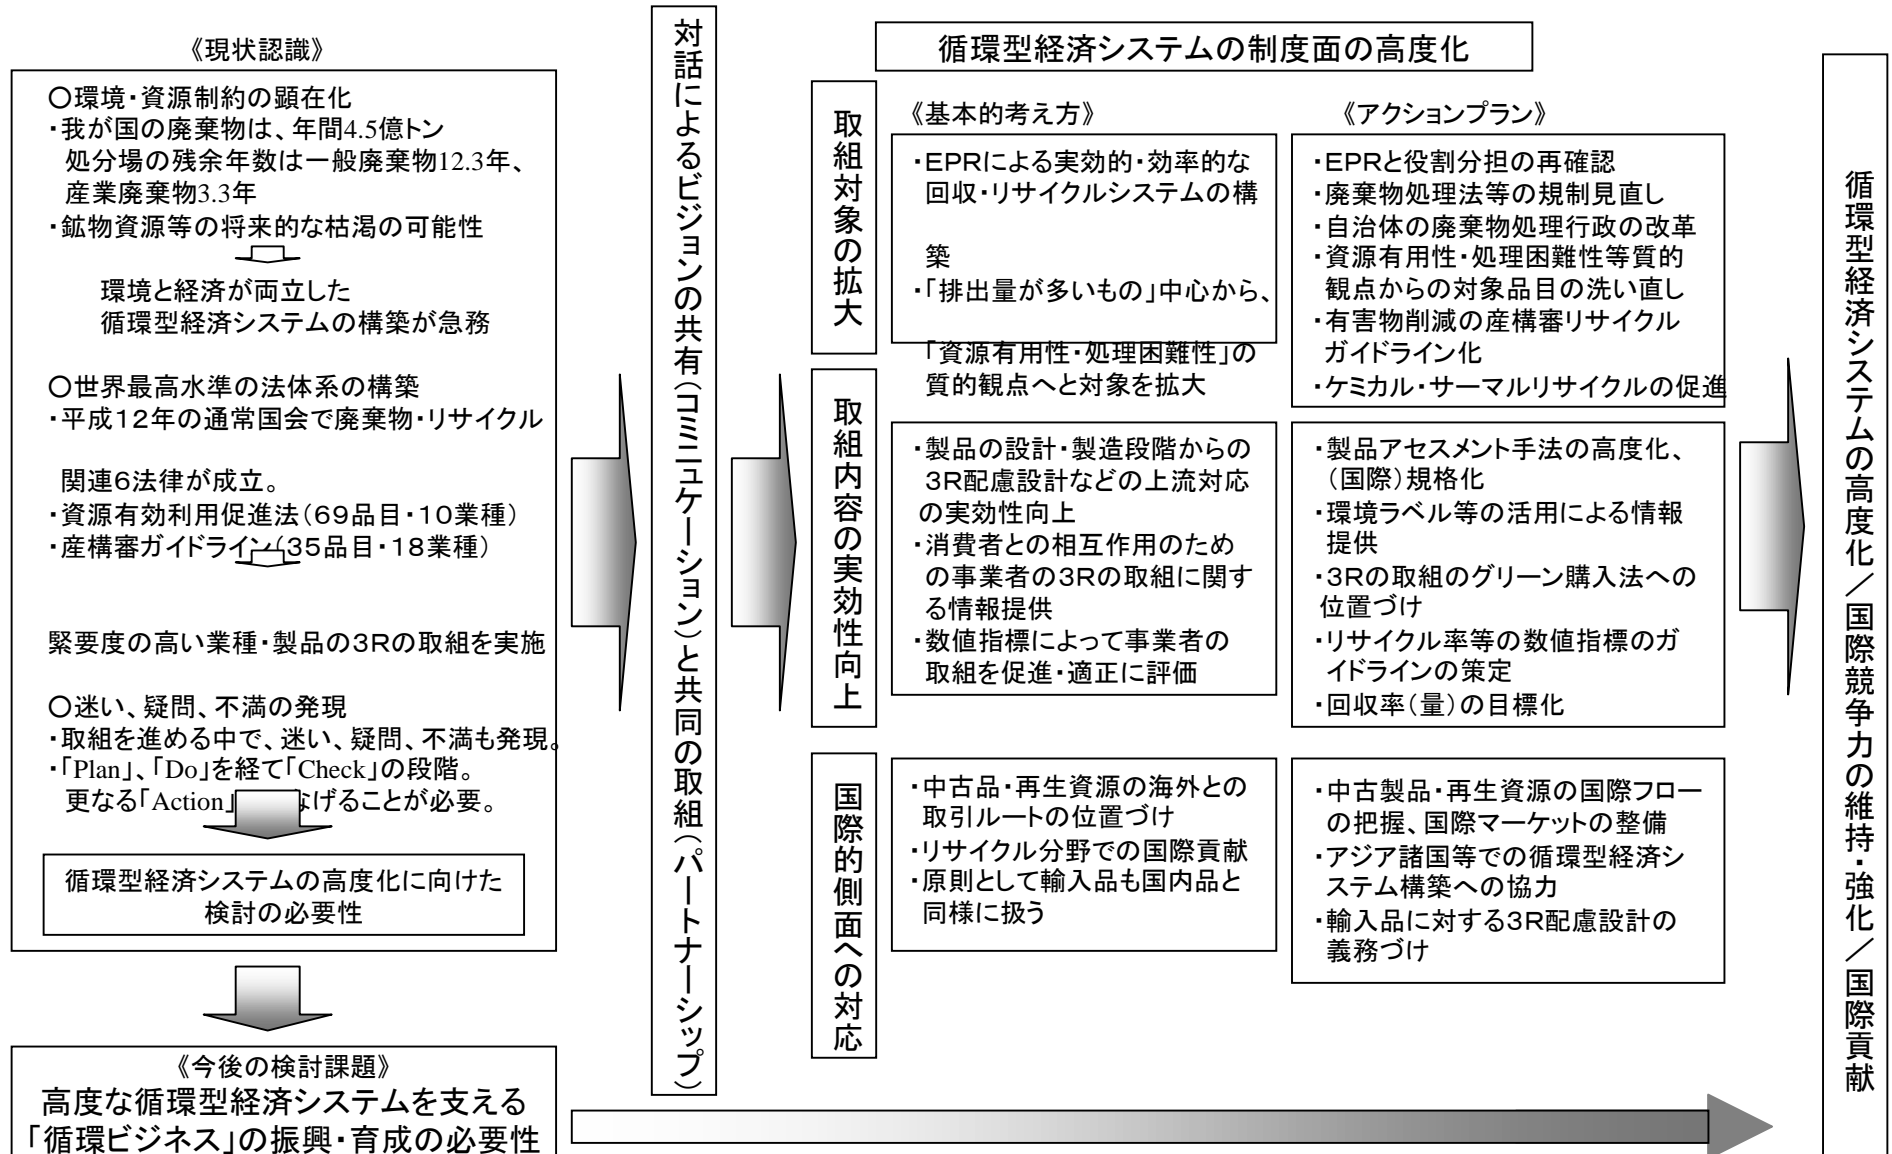 《現状認識》
〇環境・資源制約の顕在化
・我が国の廃棄物は、年間4.5億トン
処分場の残余年数は一般廃棄物12.3年、
産業廃棄物3.3年
・鉱物資源等の将来的な枯渇の可能性
環境と経済が両立した
循環型経済システムの構築が急務
〇世界最高水準の法体系の構築
・平成12年の通常国会で廃棄物・リサイクル
関連6法律が成立。
・資源有効利用促進法（69品目・10業種）
・産構審ガイドライン（35品目・18業種）
緊要度の高い業種・製品の3Rの取組を実施
〇迷い、疑問、不満の発現
・取組を進める中で、迷い、疑問、不満も発現。
・「Plan」、「Do」を経て「Check」の段階。
更なる「Action」 なげることが必要。
循環型経済システムの高度化に向けた
検討の必要性
《今後の検討課題》
高度な循環型経済システムを支える
「循環ビジネス」の振興・育成の必要性
対話によるビジョンの共有（コミュニケーション）と共同の取組（パートナーシップ）
循環型経済システムの制度面の高度化
《基本的考え方》
《アクションプラン》
取組対象の拡大
・EPRによる実効的・効率的な
回収・リサイクルシステムの構
築
・「排出量が多いもの」中心から、
「資源有用性・処理困難性」の
質的観点へと対象を拡大
・EPRと役割分担の再確認
・廃棄物処理法等の規制見直し
・自治体の廃棄物処理行政の改革
・資源有用性・処理困難性等質的
観点からの対象品目の洗い直し
・有害物削減の産構審リサイクル
ガイドライン化
・ケミカル・サーマルリサイクルの促進
取組内容の実効性向上
・製品の設計・製造段階からの
3R配慮設計などの上流対応
の実効性向上
・消費者との相互作用のため
の事業者の3Rの取組に関す
る情報提供
・数値指標によって事業者の
取組を促進・適正に評価
・製品アセスメント手法の高度化、
（国際）規格化
・環境ラベル等の活用による情報
提供
・3Rの取組のグリーン購入法への
位置づけ
・リサイクル率等の数値指標のガ
イドラインの策定
・回収率（量）の目標化
国際的側面への対応
・中古品・再生資源の海外との
取引ルートの位置づけ
・リサイクル分野での国際貢献
・原則として輸入品も国内品と
同様に扱う
・中古製品・再生資源の国際フロー
の把握、国際マーケットの整備
・アジア諸国等での循環型経済シ
ステム構築への協力
・輸入品に対する3R配慮設計の
義務づけ
循環型経済システムの高度化／国際競争力の維持・強化／国際貢献